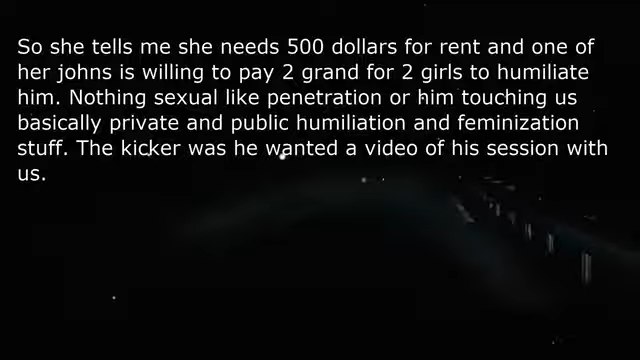 So she tells me she needs 500 dollars for rent and one of
her johns is willing to pay 2 grand for 2 girls to humiliate
him. Nothing sexual like penetration or him touching us
basically private and public humiliation and feminization
stuff. The kicker was he wanted a video of his session with
us.